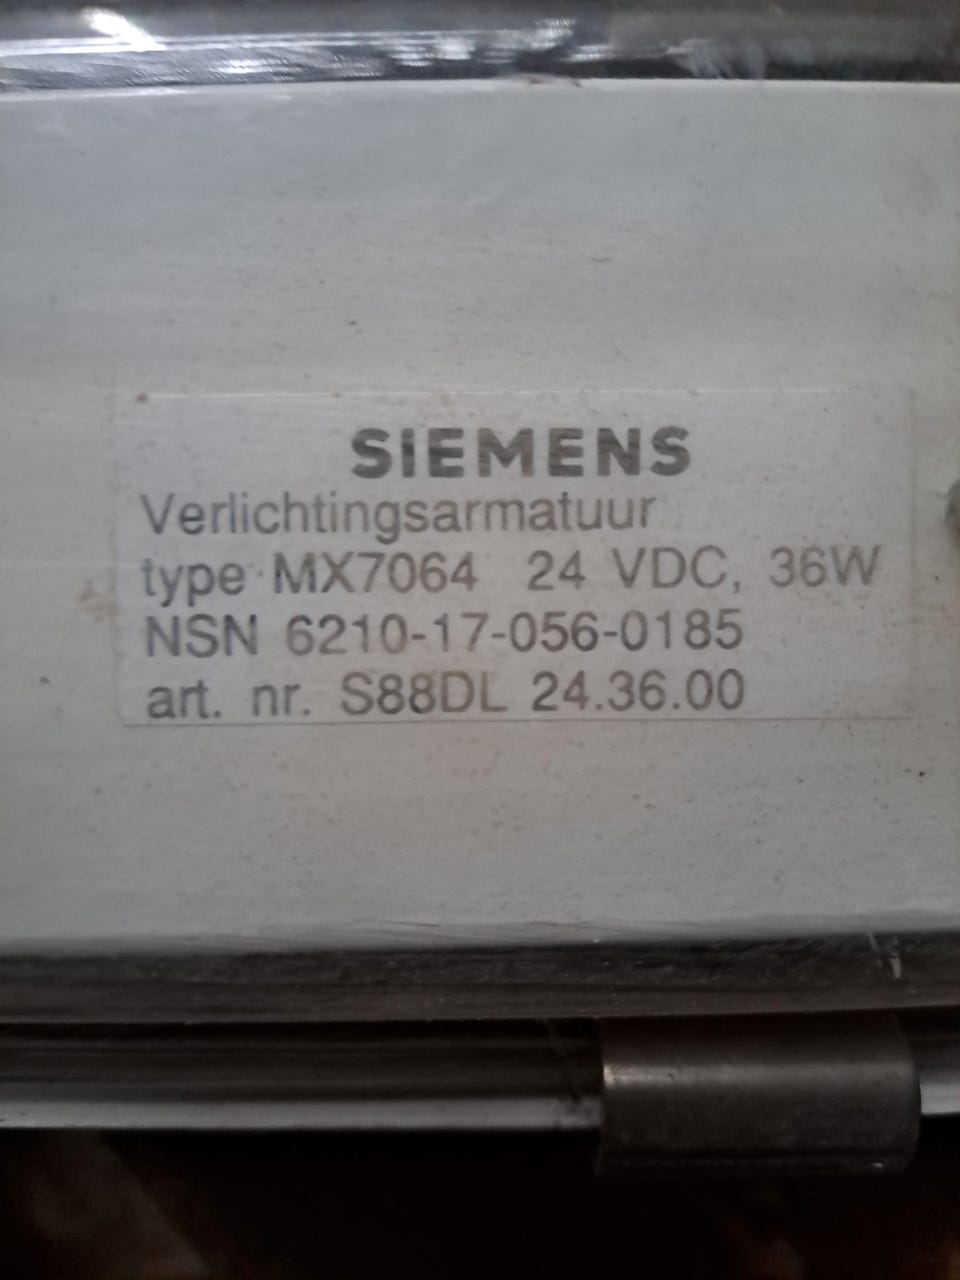 SIEMENS
Verlichtingsarmatuur
type MX7064 24 VDC, 36W
NSN 6210-17-056-0185
art. nr. S88DL 24.36.00